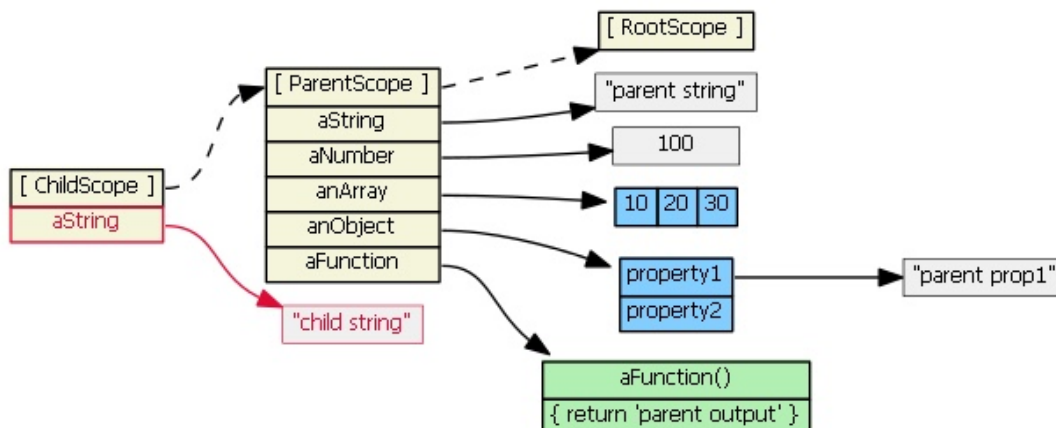 [ RootScope ]
[ ParentScope ]
aString
aNumber
anArray
anObject
aFunction
"parent string"
100
10 20 30
property1
property2
"parent prop1"
[ ChildScope ]
aString
"child string"
aFunction()
{ return 'parent output' }